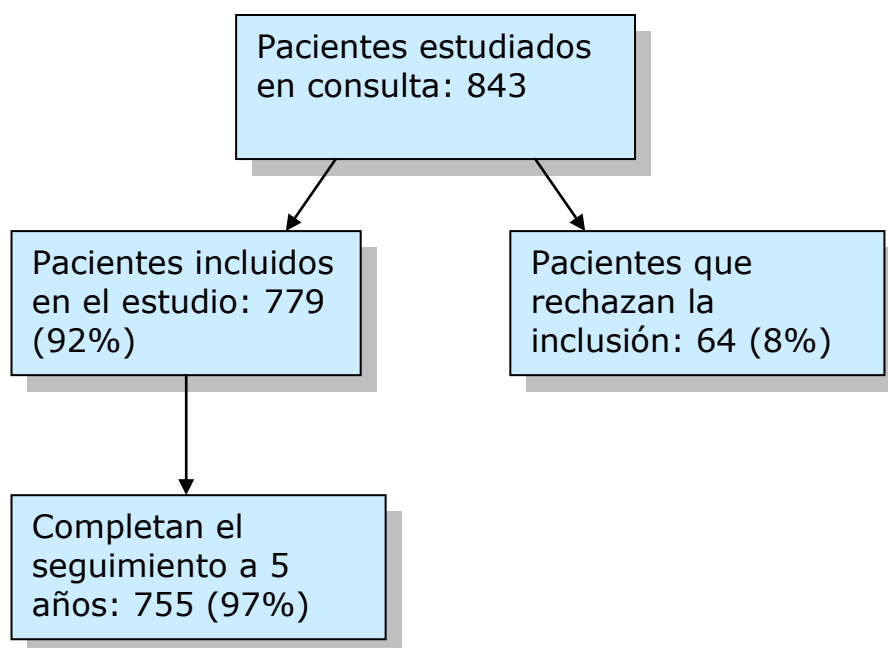 Pacientes estudiados
en consulta: 843
Pacientes incluidos
en el estudio: 779
(92%)
Pacientes que
rechazan la
inclusión: 64 (8%)
Completan el
seguimiento a 5
años: 755 (97%)